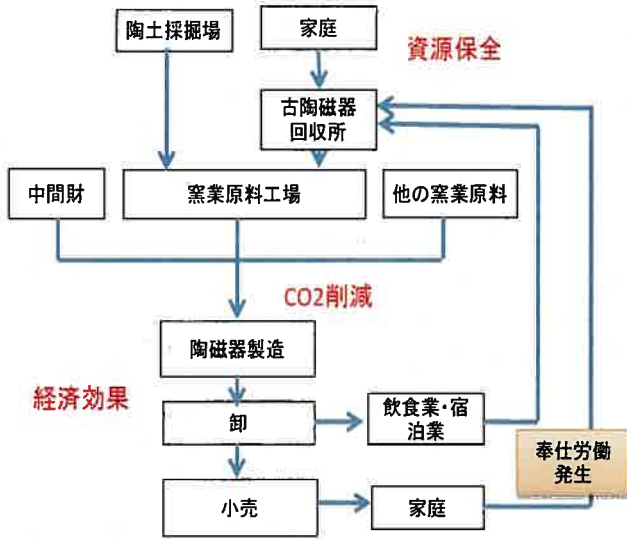 陶土採掘場
家庭
資源保全
古陶磁器
回収所
中間財
窯業原料工場
他の窯業原料
CO2削減
陶磁器製造
経済効果
卸
飲食業・宿
泊業
奉仕労働
発生
小売
家庭